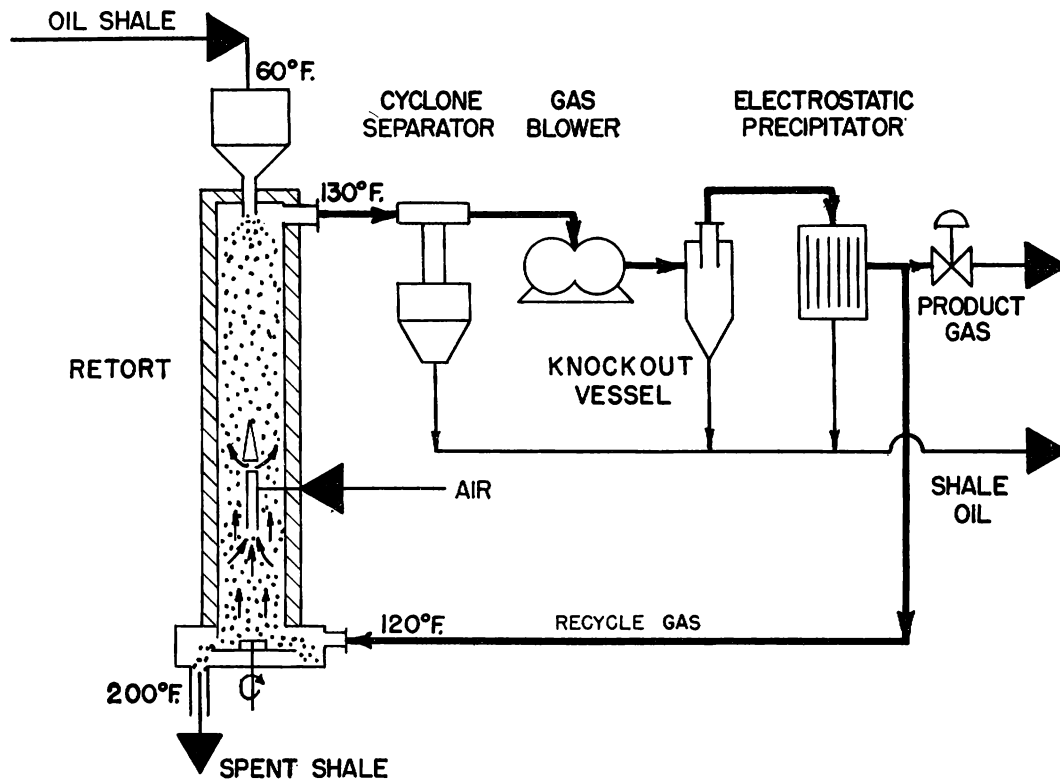 OIL SHALE
60°F.
CYCLONE
SEPARATOR
GAS
BLOWER
ELECTROSTATIC
PRECIPITATOR
130°F.
PRODUCT
GAS
RETORT
KNOCKOUT
VESSEL
AIR
SHALE
OIL
120°F.
RECYCLE GAS
200°F.
SPENT SHALE